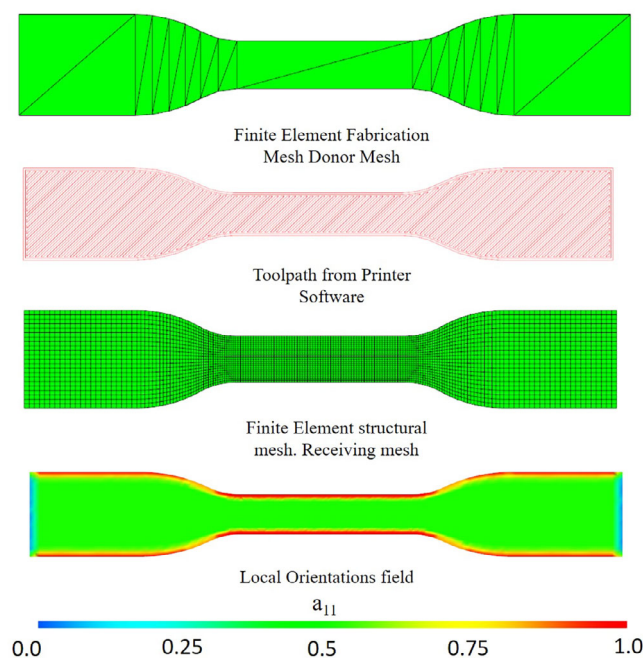 Finite Element Fabrication
Mesh Donor Mesh
Toolpath from Printer
Software
Finite Element structural
mesh. Receiving mesh
Local Orientations field
a11
0.0 0.25 0.5 0.75 1.0